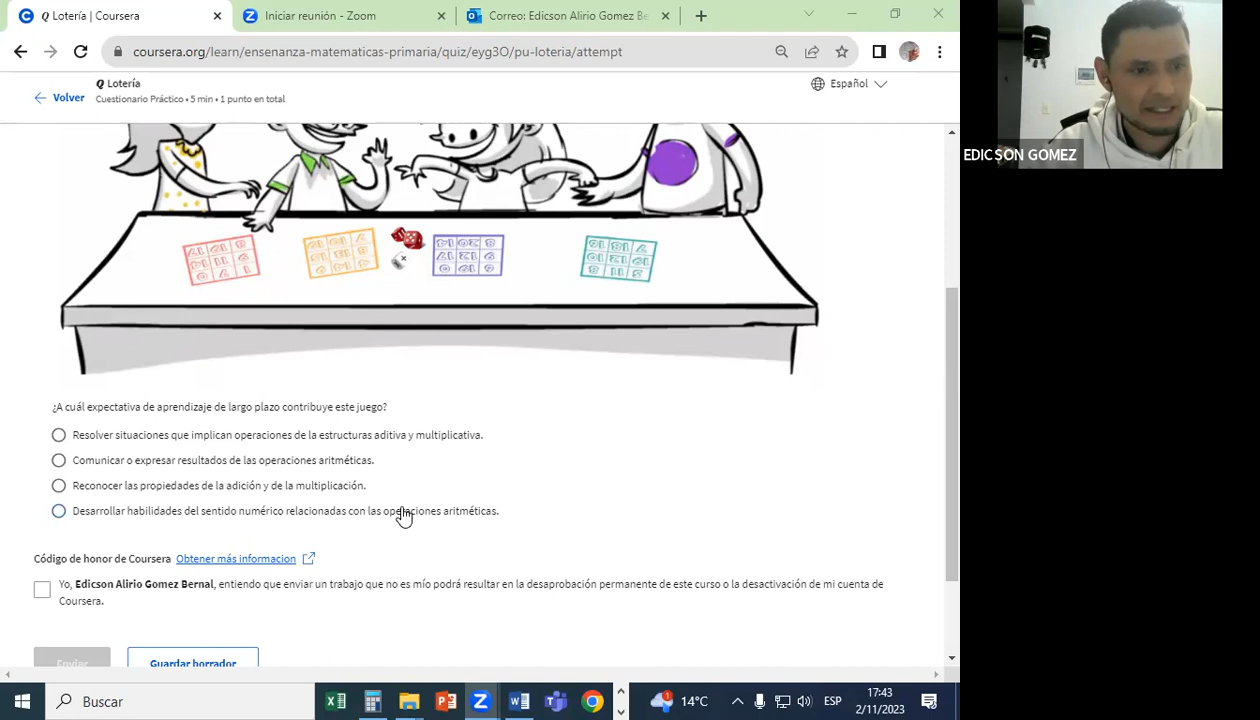 Q Lotería | Coursera
Iniciar reunión - Zoom
Correo: Edicson Alirio Gomez Be
coursera.org/learn/ensenanza-matematicas-primaria/quiz/eyg3O/pu-loteria/attempt
Volver
Q Lotería
Cuestionario Práctico • 5 min • 1 punto en total
Español
EDICSON GOMEZ
¿A cuál expectativa de aprendizaje de largo plazo contribuye este juego?
Resolver situaciones que implican operaciones de la estructuras aditiva y multiplicativa.
Comunicar o expresar resultados de las operaciones aritméticas.
Reconocer las propiedades de la adición y de la multiplicación.
Desarrollar habilidades del sentido numérico relacionadas con las operaciones aritméticas.
Código de honor de Coursera Obtener más informacion
Yo, Edicson Alirio Gomez Bernal, entiendo que enviar un trabajo que no es mío podrá resultar en la desaprobación permanente de este curso o la desactivación de mi cuenta de
Coursera.
Enviar
Guardar borrador
Buscar
14°C
ESP
17:43
2/11/2023